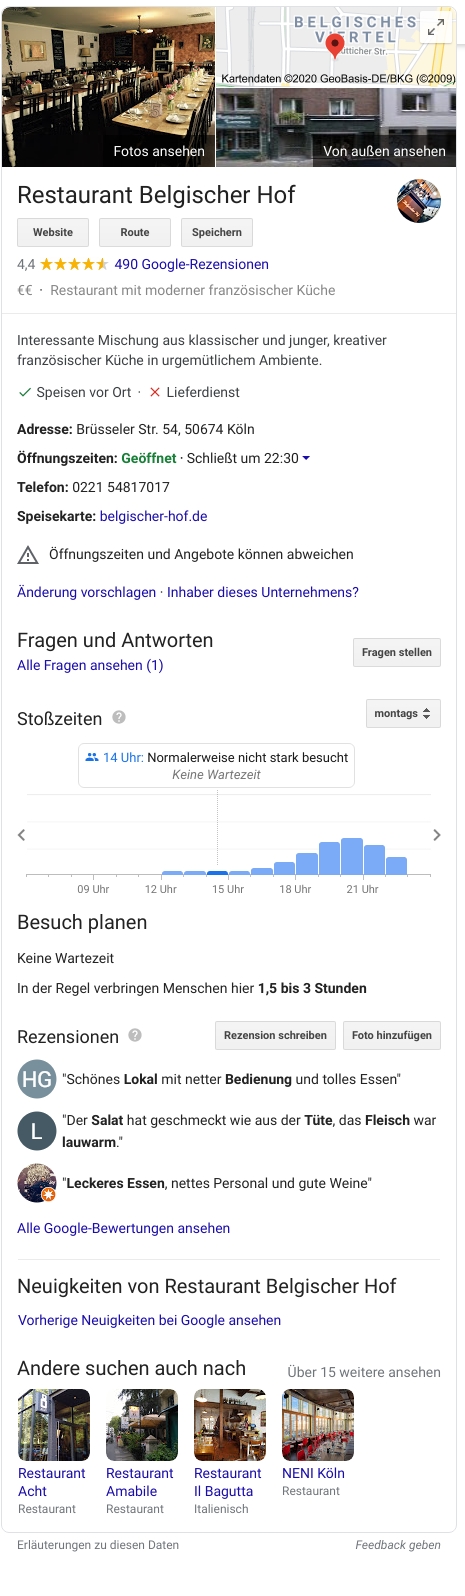 BELGISCHES
VIERTEL
Lütticher Str.
Kartendaten ©2020 GeoBasis-DE/BKG (©2009)
Fotos ansehen
Von außen ansehen
Restaurant Belgischer Hof
Website
Route
Speichern
4,4 490 Google-Rezensionen
€€ · Restaurant mit moderner französischer Küche
Interessante Mischung aus klassischer und junger, kreativer
französischer Küche in urgemütlichem Ambiente.
Speisen vor Ort · Lieferdienst
Adresse: Brüsseler Str. 54, 50674 Köln
Öffnungszeiten: Geöffnet · Schließt um 22:30
Telefon: 0221 54817017
Speisekarte: belgischer-hof.de
Öffnungszeiten und Angebote können abweichen
Änderung vorschlagen · Inhaber dieses Unternehmens?
Fragen und Antworten
Alle Fragen ansehen (1)
Fragen stellen
Stoßzeiten
montags
14 Uhr: Normalerweise nicht stark besucht
Keine Wartezeit
09 Uhr 12 Uhr 15 Uhr 18 Uhr 21 Uhr
Besuch planen
Keine Wartezeit
In der Regel verbringen Menschen hier 1,5 bis 3 Stunden
Rezensionen
Rezension schreiben
Foto hinzufügen
HG
"Schönes Lokal mit netter Bedienung und tolles Essen"
L
"Der Salat hat geschmeckt wie aus der Tüte, das Fleisch war
lauwarm."
"Leckeres Essen, nettes Personal und gute Weine"
Alle Google-Bewertungen ansehen
Neuigkeiten von Restaurant Belgischer Hof
Vorherige Neuigkeiten bei Google ansehen
Andere suchen auch nach
Über 15 weitere ansehen
Restaurant
Acht
Restaurant
Restaurant
Amabile
Restaurant
Restaurant
Il Bagutta
Italienisch
NENI Köln
Restaurant
Erläuterungen zu diesen Daten
Feedback geben